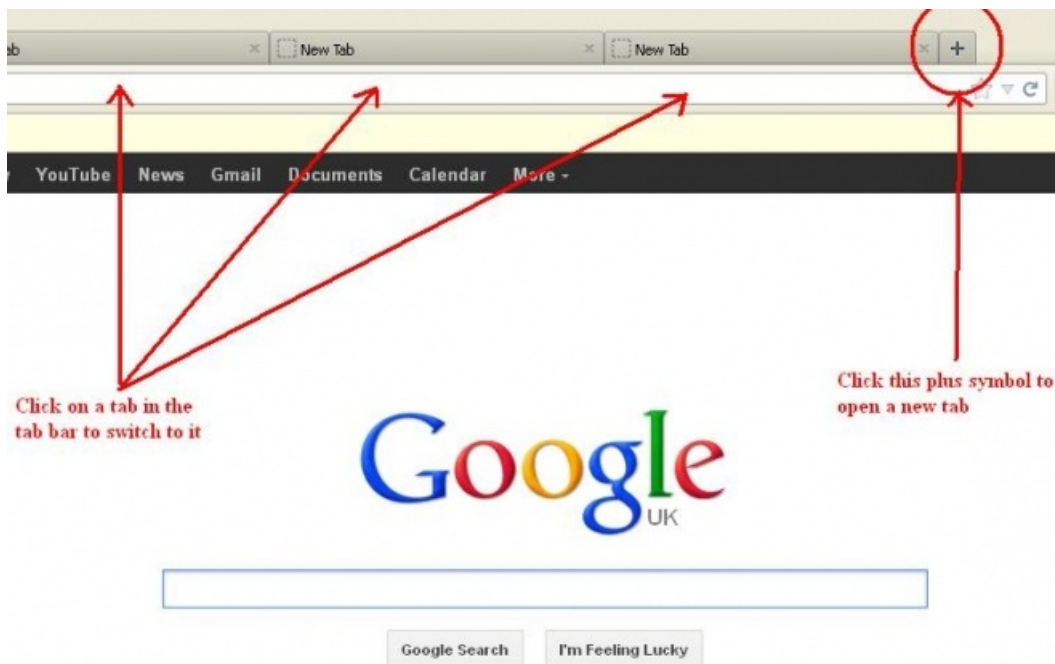 ab New Tab New Tab
YouTube News Gmail Documents Calendar More
Click on a tab in the
tab bar to switch to it
Click this plus symbol to
open a new tab
Google
UK
Google Search I'm Feeling Lucky